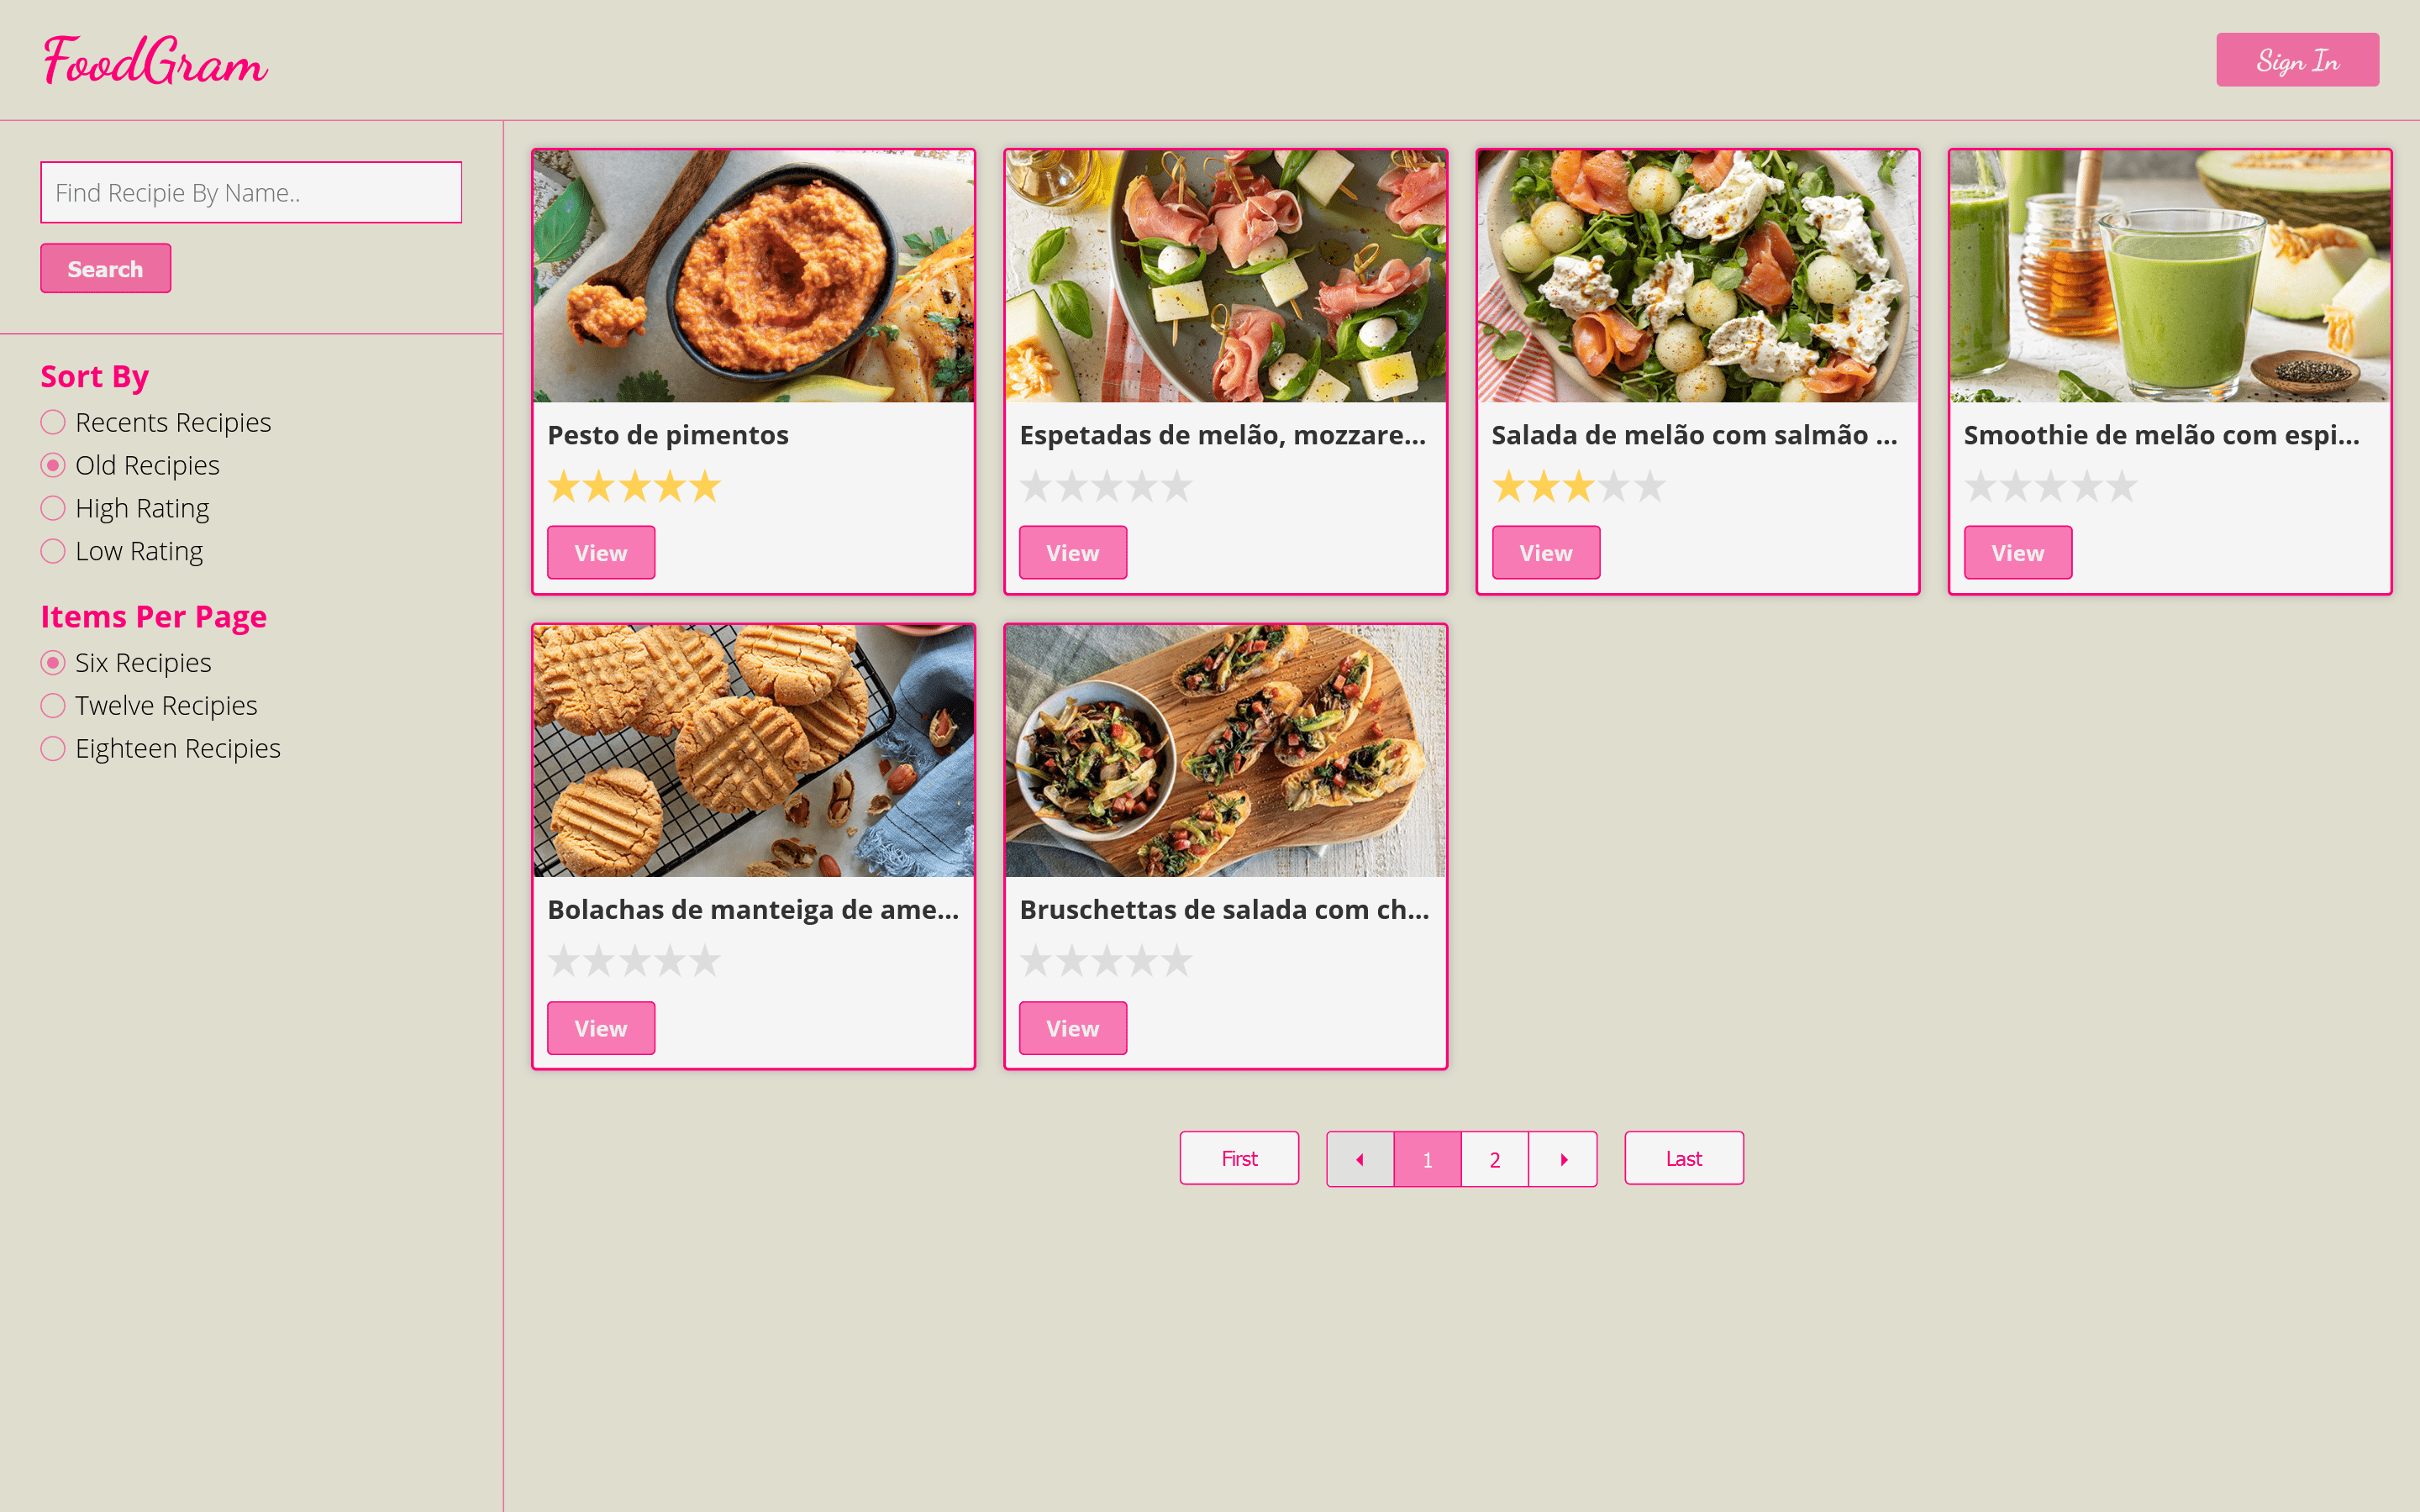 FoodGram
Sign In
Find Recipie By Name..
Search
Sort By
Recents Recipies
Old Recipies
High Rating
Low Rating
Items Per Page
Six Recipies
Twelve Recipies
Eighteen Recipies
Pesto de pimentos
View
Espetadas de melão, mozzare...
View
Salada de melão com salmão ...
View
Smoothie de melão com espi...
View
Bolachas de manteiga de ame...
View
Bruschettas de salada com ch...
View
First
1
2
Last